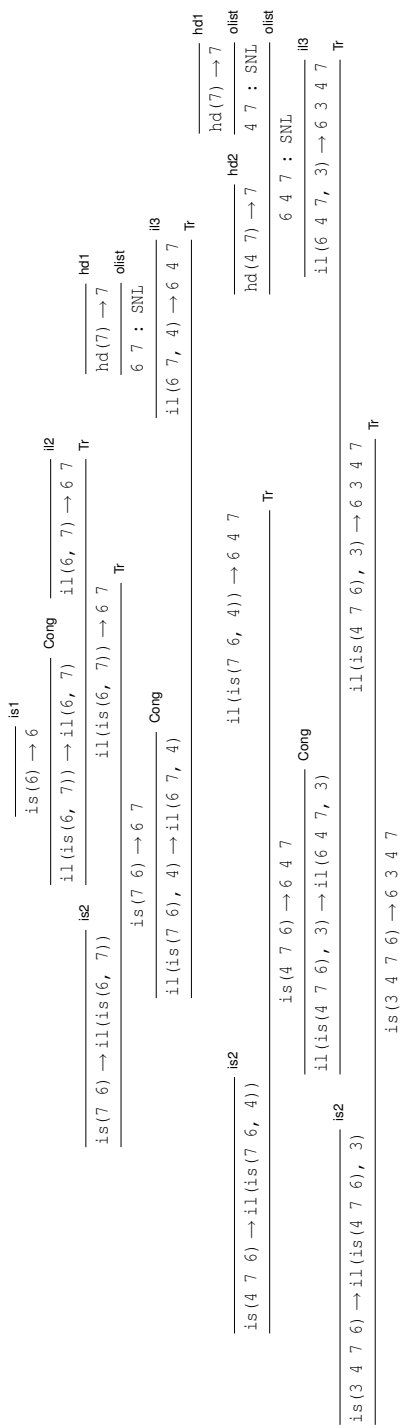 is1
is(6) → 6
Cong il2
il(is(6, 7)) → il(6, 7) il(6, 7) → 6 7
is2 Tr hd1
is(7 6) → il(is(6, 7)) il(is(6, 7)) → 6 7 hd(7) → 7
Tr olist
is(7 6) → 6 7 6 7 : SNL
Cong il3
il(is(7 6), 4) → il(6 7, 4) il(6 7, 4) → 6 4 7
Tr hd1
il(is(7 6, 4)) → 6 4 7 hd(7) → 7
is2 hd2 olist
is(4 7 6) → il(is(7 6, 4)) hd(4 7) → 7 4 7 : SNL
Tr olist
is(4 7 6) → 6 4 7 6 4 7 : SNL
Cong il3
il(is(4 7 6), 3) → il(6 4 7, 3) il(6 4 7, 3) → 6 3 4 7
is2 Tr
is(3 4 7 6) → il(is(4 7 6), 3) il(is(4 7 6), 3) → 6 3 4 7
Tr
is(3 4 7 6) → 6 3 4 7